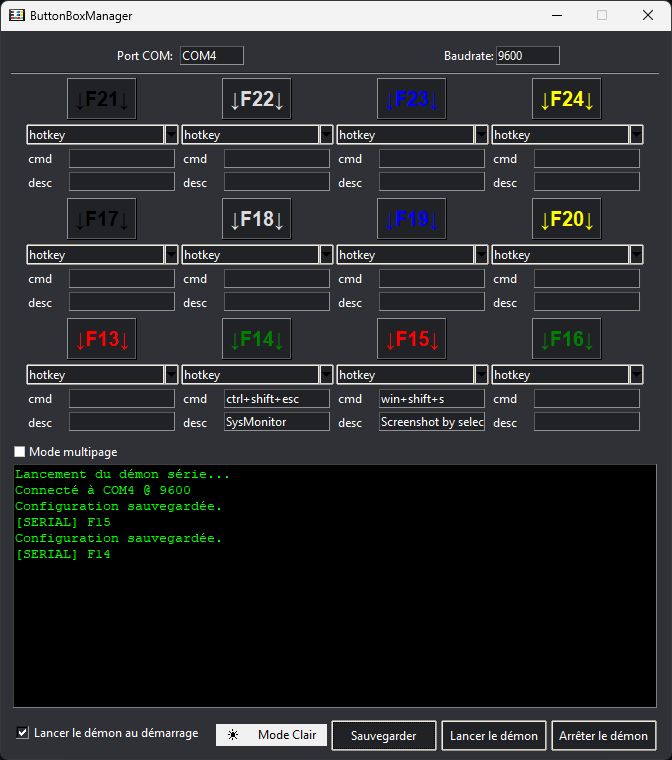 ButtonBoxManager
Port COM: COM4 Baudrate: 9600
↓F21↓ ↓F22↓ ↓F23↓ ↓F24↓
hotkey hotkey hotkey hotkey
cmd cmd cmd cmd
desc desc desc desc
↓F17↓ ↓F18↓ ↓F19↓ ↓F20↓
hotkey hotkey hotkey hotkey
cmd cmd cmd cmd
desc desc desc desc
↓F13↓ ↓F14↓ ↓F15↓ ↓F16↓
hotkey hotkey hotkey hotkey
cmd cmd ctrl+shift+esc cmd win+shift+s cmd
desc desc SysMonitor desc Screenshot by selec desc
Mode multipage
Lancement du démon série...
Connecté à COM4 @ 9600
Configuration sauvegardée.
[SERIAL] F15
Configuration sauvegardée.
[SERIAL] F14
Lancer le démon au démarrage Mode Clair Sauvegarder Lancer le démon Arrêter le démon